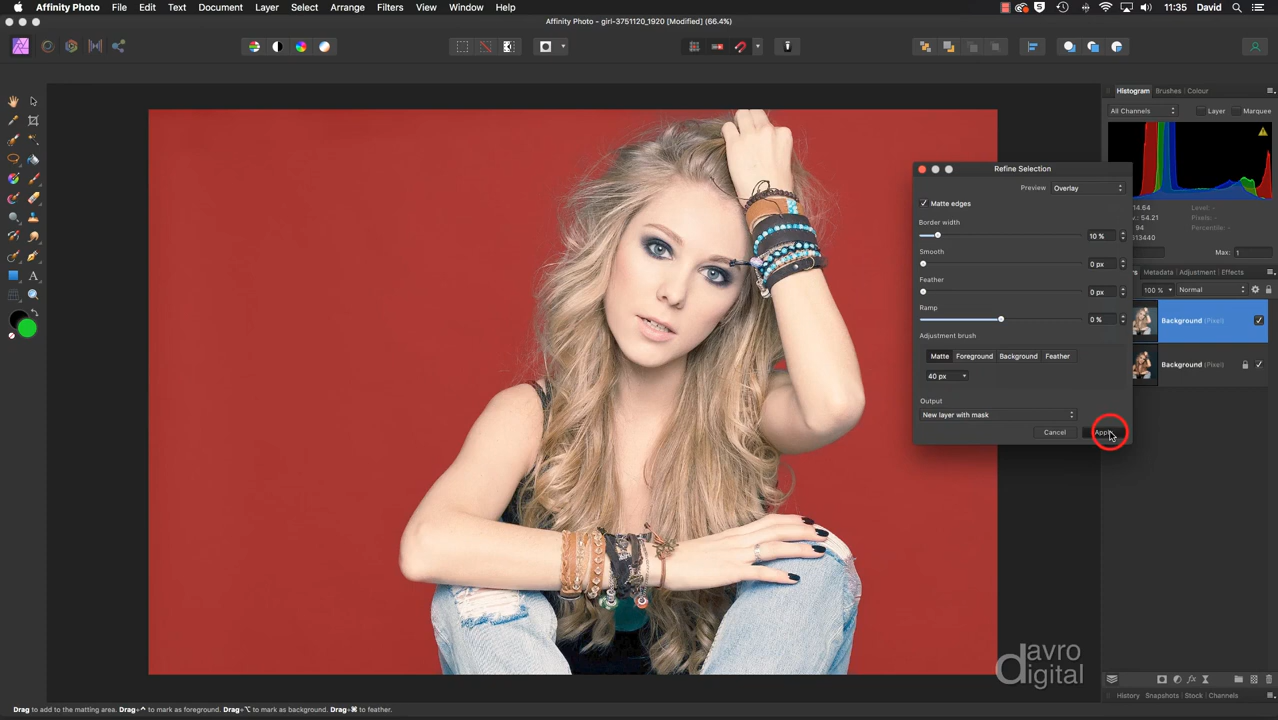 Affinity Photo File Edit Text Document Layer Select Arrange Filters View Window Help 11:35 David
Affinity Photo - girl-3751120_1920 [Modified] (66.4%)
Histogram Brushes Colour
All Channels Layer Marquee
Refine Selection
Preview Overlay
Matte edges
Border width
10 %
Smooth
0 px
Feather
0 px
Ramp
0 %
Adjustment brush
Matte Foreground Background Feather
40 px
Output
New layer with mask
Cancel
14.64 Level: -
54.21 Pixels: -
Percentile: -
813440
Max: 1
Metadata Adjustment Effects
100 % Normal
Background (Pixel)
Background (Pixel)
davro
digital
History Snapshots Stock Channels
Drag to add to the matting area. Drag+⌃ to mark as foreground. Drag+⌥ to mark as background. Drag+⌘ to feather.